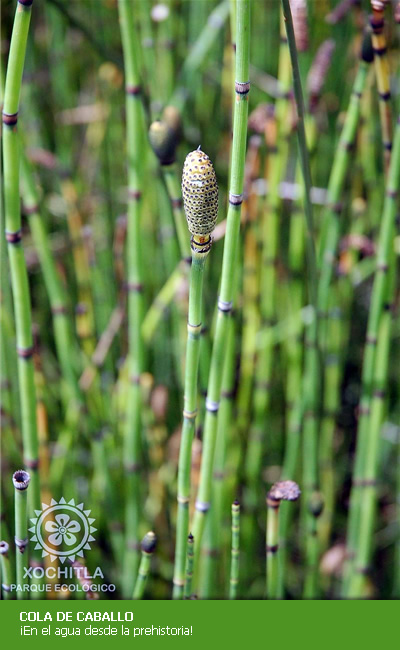 XOCHITLA
PARQUE ECOLOGICO
COLA DE CABALLO
¡En el agua desde la prehistoria!